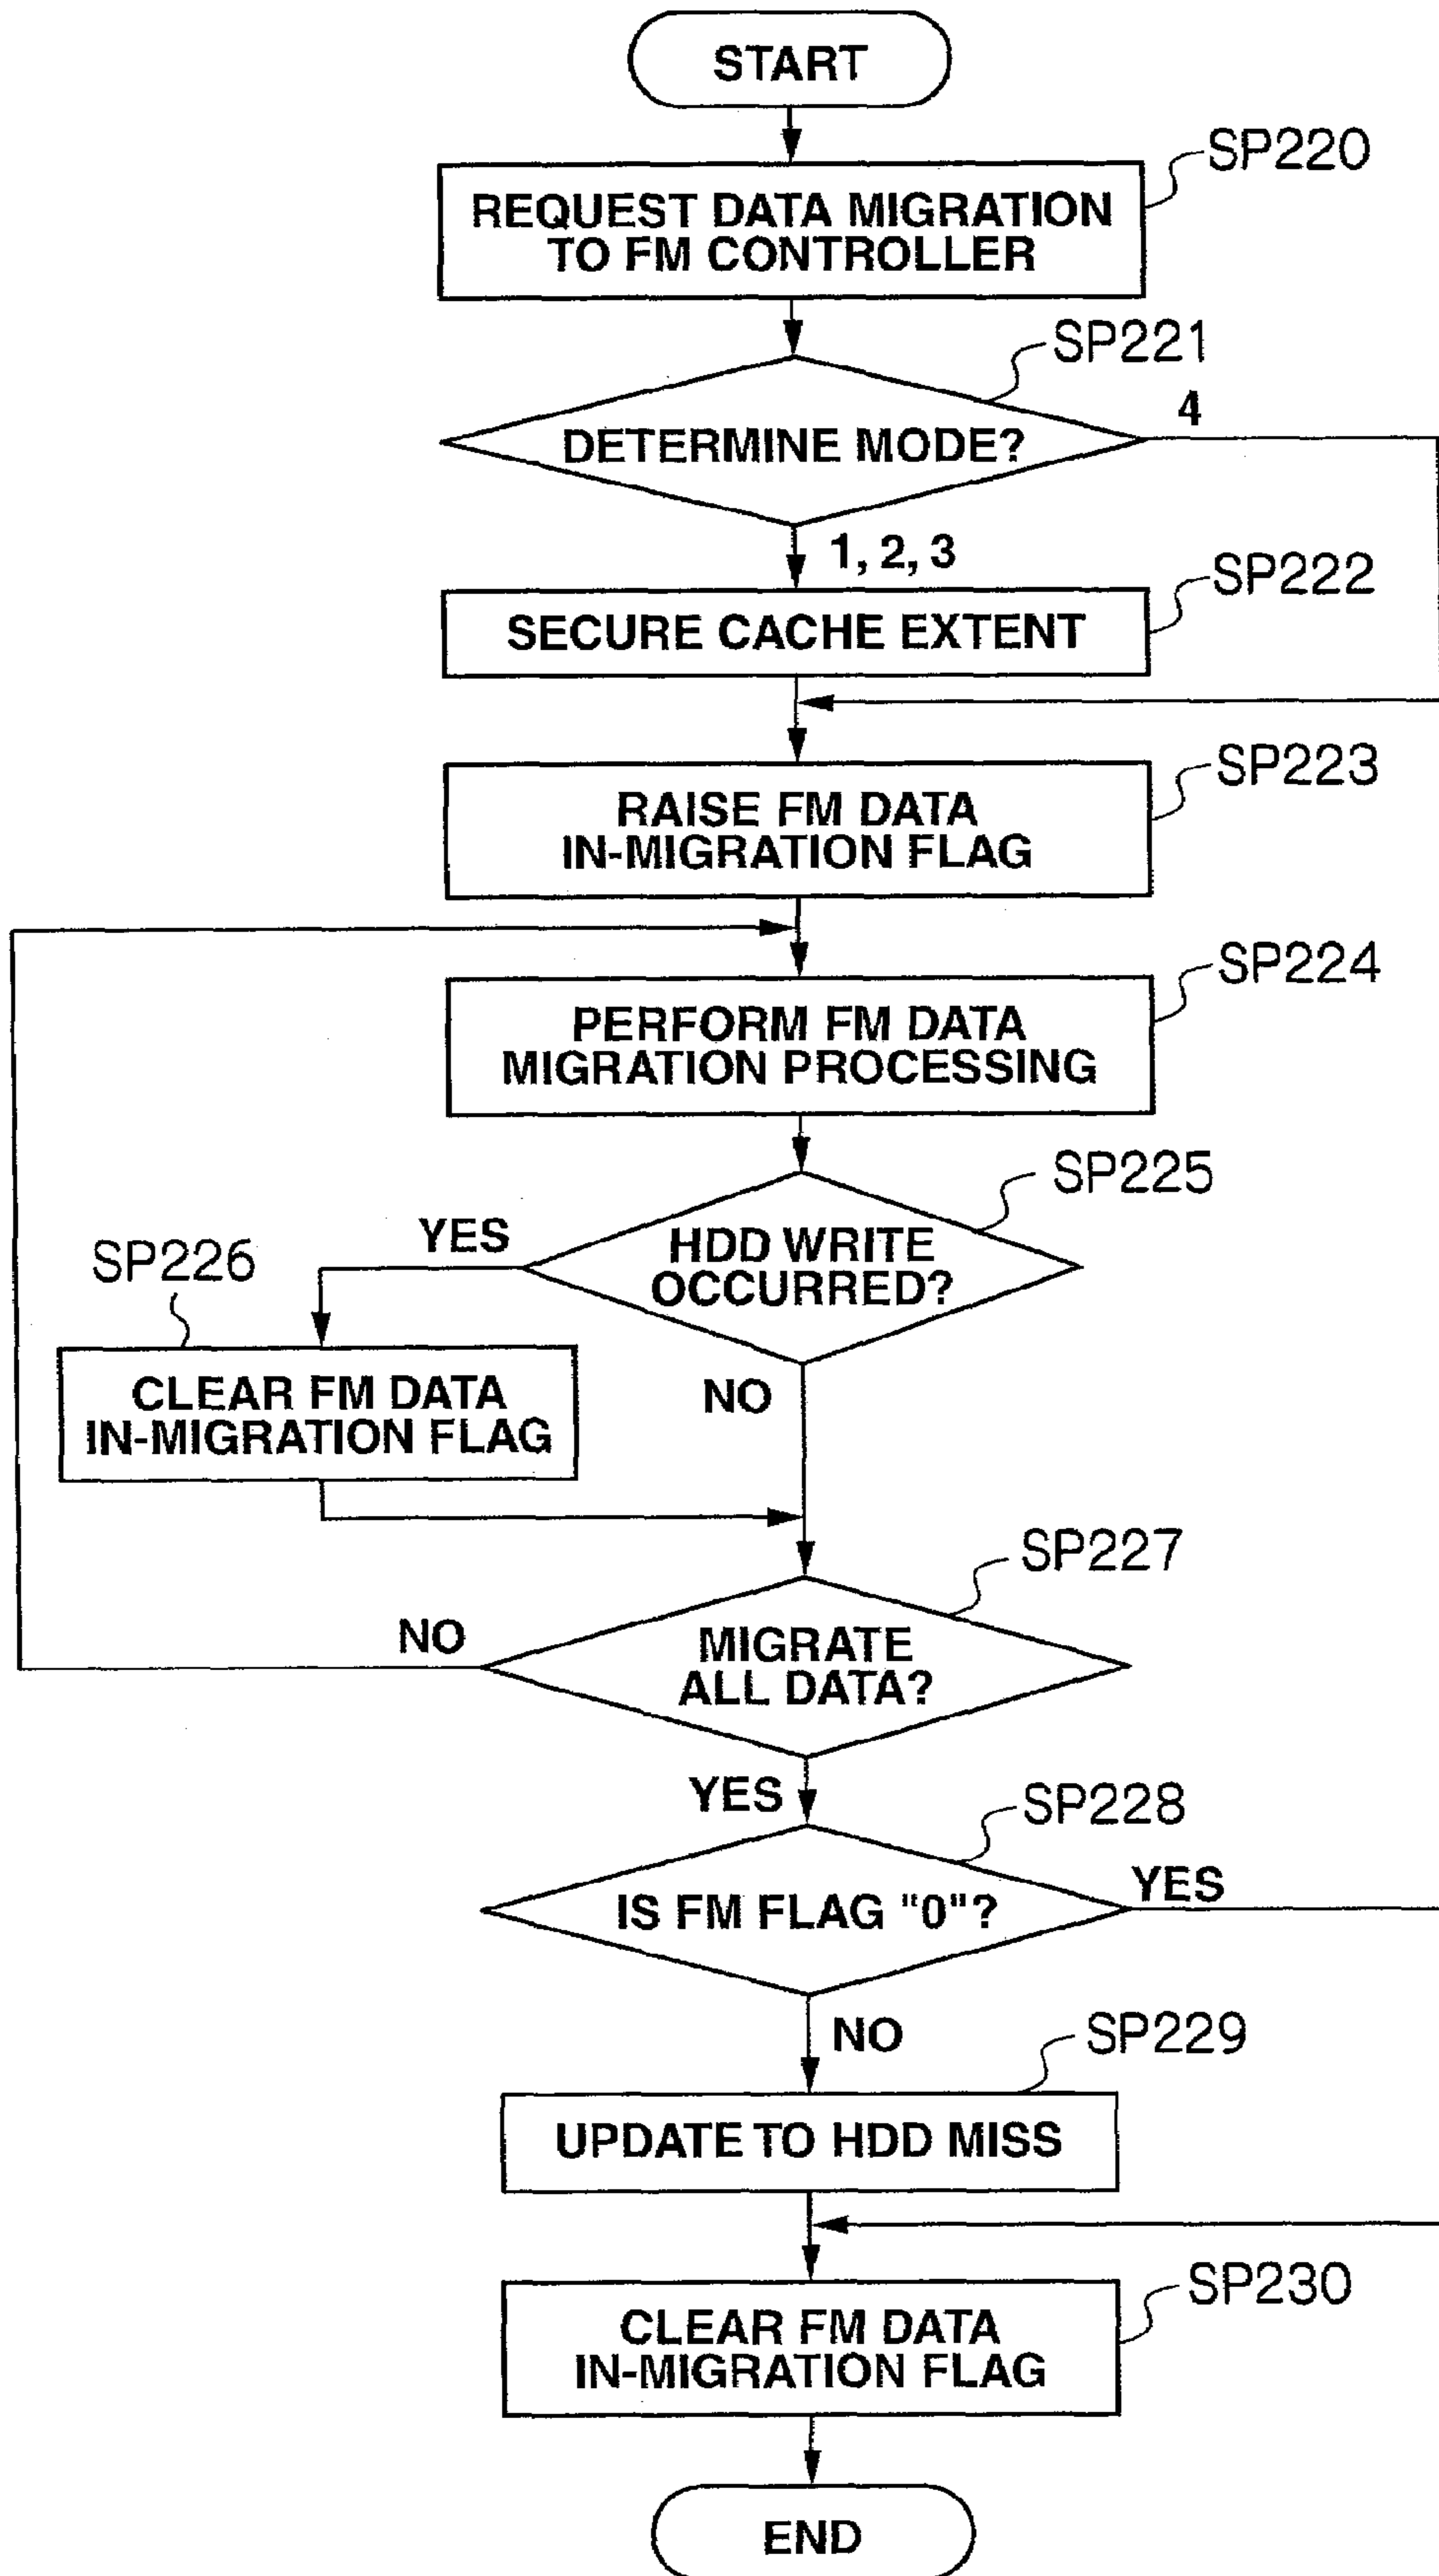 START
SP220
REQUEST DATA MIGRATION
TO FM CONTROLLER
SP221
4
DETERMINE MODE?
1, 2, 3
SP222
SECURE CACHE EXTENT
SP223
RAISE FM DATA
IN-MIGRATION FLAG
SP224
PERFORM FM DATA
MIGRATION PROCESSING
SP225
YES
HDD WRITE
OCCURRED?
SP226
CLEAR FM DATA
IN-MIGRATION FLAG
NO
SP227
NO
MIGRATE
ALL DATA?
YES
SP228
YES
IS FM FLAG "0"?
NO
SP229
UPDATE TO HDD MISS
SP230
CLEAR FM DATA
IN-MIGRATION FLAG
END